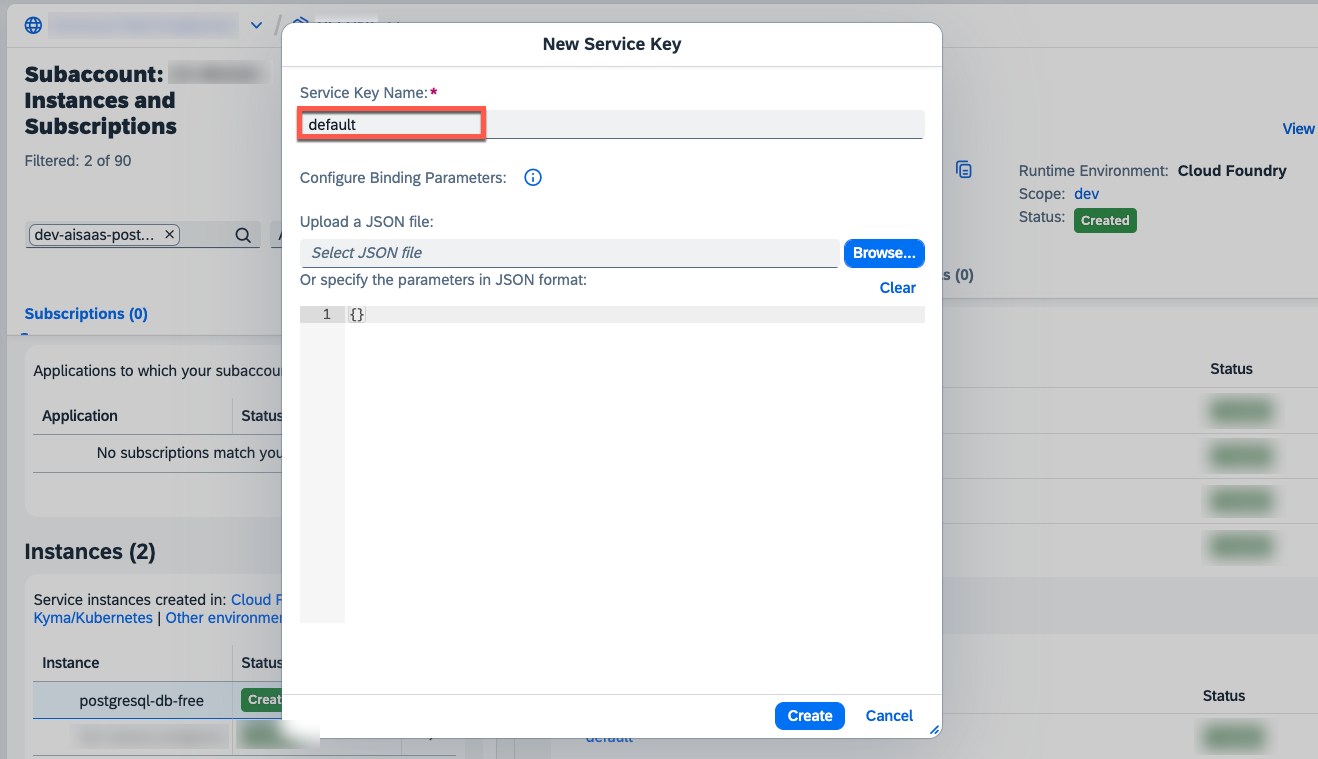 New Service Key
Subaccount:
Instances and
Subscriptions
Filtered: 2 of 90
dev-aisaas-post... ×
Subscriptions (0)
Applications to which your subaccou
Application Status
No subscriptions match you
Instances (2)
Service instances created in: Cloud F
Kyma/Kubernetes | Other environmen
Instance Status
postgresql-db-free Creat
Service Key Name:*
default
Configure Binding Parameters:
Upload a JSON file:
Select JSON file Browse...
Or specify the parameters in JSON format:
Clear
1 {}
Create Cancel
default
View
Runtime Environment: Cloud Foundry
Scope: dev
Status: Created
s (0)
Status
Status